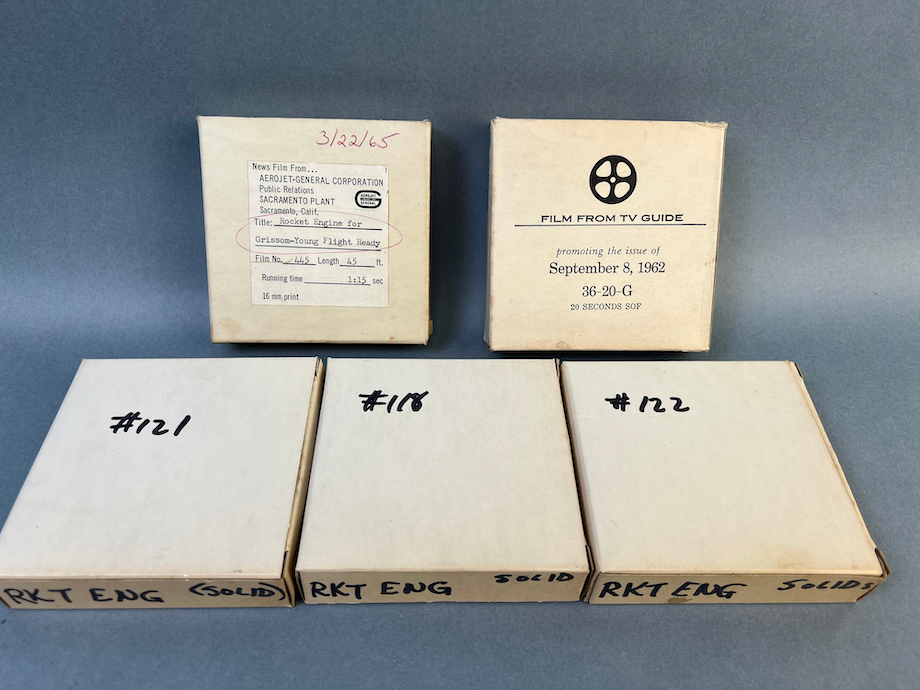 3/22/65
News Film From...
AEROJET-GENERAL CORPORATION
Public Relations
SACRAMENTO PLANT
Sacramento, Calif.
AEROJET
GENERAL
Title: Rocket Engine for
Grissom-Young Flight Ready
Film No. 445 Length 45 ft.
Running time 1:15 sec
16 mm print
FILM FROM TV GUIDE
promoting the issue of
September 8, 1962
36-20-G
20 SECONDS SOF
#121
#118
#122
RKT ENG (SOLID)
RKT ENG SOLID
RKT ENG SOLIDS